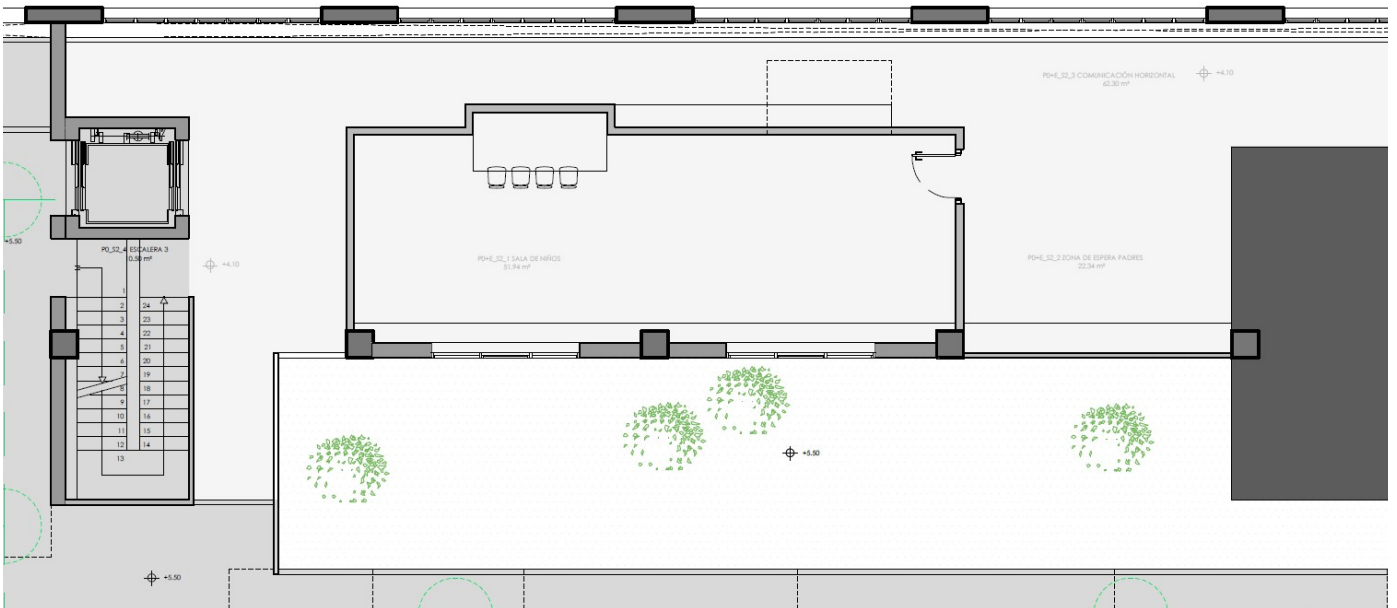 P0+E_S2_3 COMUNICACIÓN HORIZONTAL
62.30 m²
+4.10
+5.50
P0_S2_4 ESCALERA 3
0.50 m²
+4.10
P0+E_S2_1 SALA DE NIÑOS
51.94 m²
P0+E_S2_2 ZONA DE ESPERA PADRES
22.34 m²
1
2 24
3 23
4 22
5 21
6 20
7 19
8 18
9 17
10 16
11 15
12 14
13
+5.50
+5.50